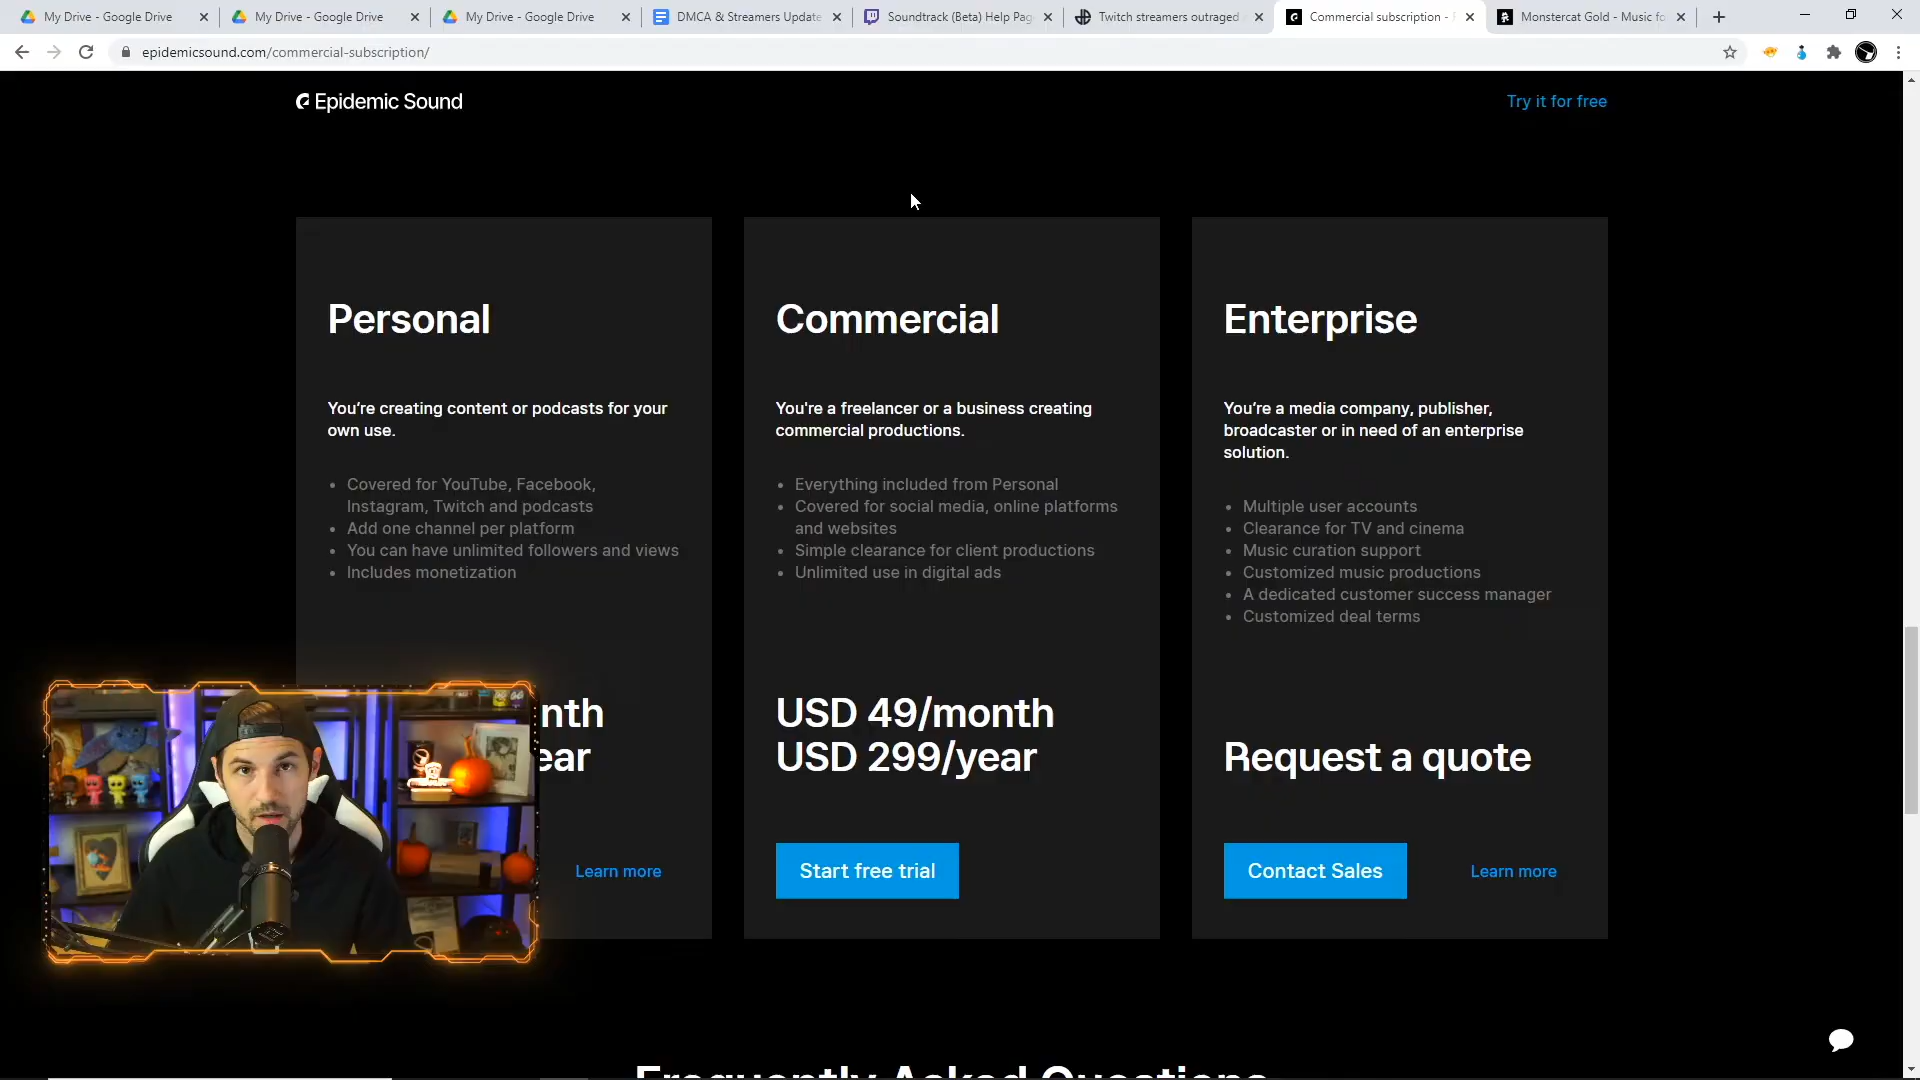 My Drive - Google Drive
My Drive - Google Drive
My Drive - Google Drive
DMCA & Streamers Update
Soundtrack (Beta) Help Pag
Twitch streamers outraged
Commercial subscription -
Monstercat Gold - Music fo
epidemicsound.com/commercial-subscription/
Epidemic Sound
Try it for free
Personal
You're creating content or podcasts for your
own use.
• Covered for YouTube, Facebook,
Instagram, Twitch and podcasts
• Add one channel per platform
• You can have unlimited followers and views
• Includes monetization
nth
ear
Learn more
Commercial
You're a freelancer or a business creating
commercial productions.
• Everything included from Personal
• Covered for social media, online platforms
and websites
• Simple clearance for client productions
• Unlimited use in digital ads
USD 49/month
USD 299/year
Start free trial
Enterprise
You're a media company, publisher,
broadcaster or in need of an enterprise
solution.
• Multiple user accounts
• Clearance for TV and cinema
• Music curation support
• Customized music productions
• A dedicated customer success manager
• Customized deal terms
Request a quote
Contact Sales
Learn more
Frequently Asked Questions